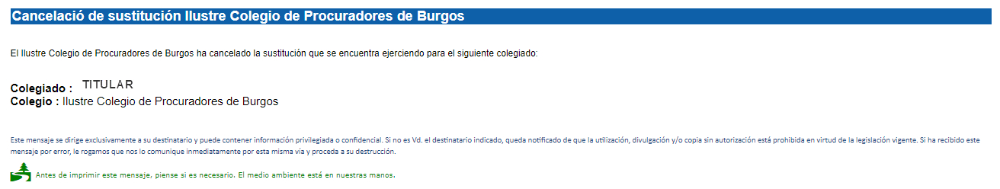 Cancelació de sustitución Ilustre Colegio de Procuradores de Burgos
El Ilustre Colegio de Procuradores de Burgos ha cancelado la sustitución que se encuentra ejerciendo para el siguiente colegiado:
Colegiado : TITULAR
Colegio : Ilustre Colegio de Procuradores de Burgos
Este mensaje se dirige exclusivamente a su destinatario y puede contener información privilegiada o confidencial. Si no es Vd. el destinatario indicado, queda notificado de que la utilización, divulgación y/o copia sin autorización está prohibida en virtud de la legislación vigente. Si ha recibido este
mensaje por error, le rogamos que nos lo comunique inmediatamente por esta misma vía y proceda a su destrucción.
Antes de imprimir este mensaje, piense si es necesario. El medio ambiente está en nuestras manos.